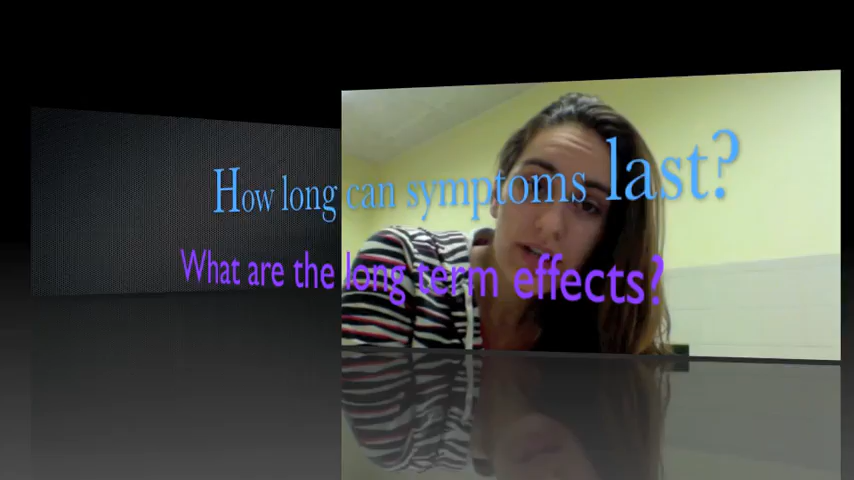 How long can symptoms last?
What are the long term effects?